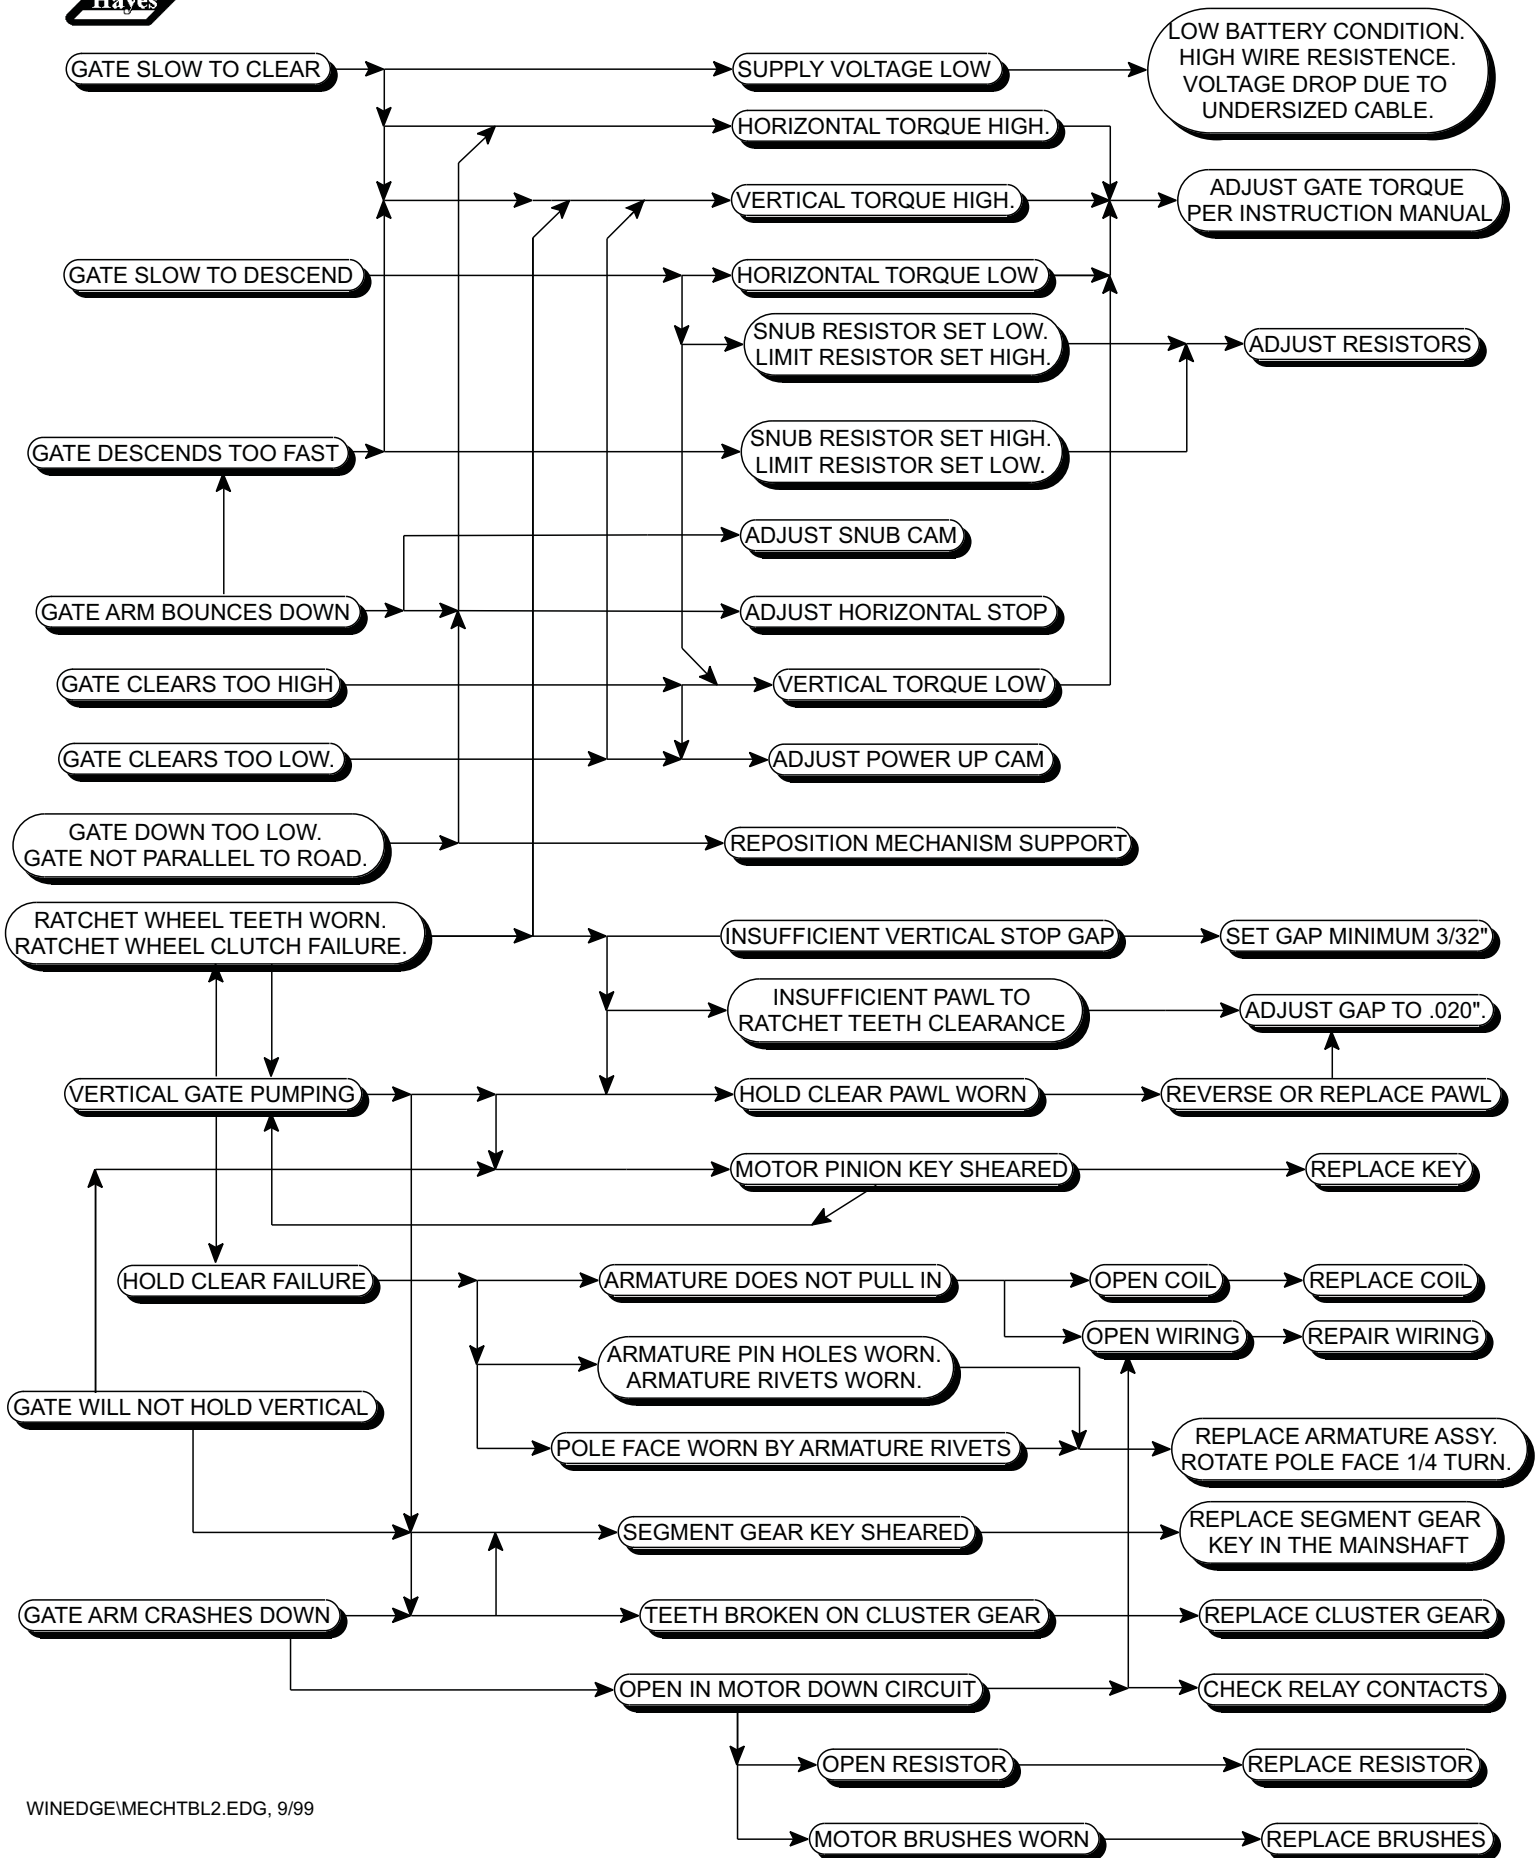 Hayes
GATE SLOW TO CLEAR
SUPPLY VOLTAGE LOW
LOW BATTERY CONDITION.
HIGH WIRE RESISTENCE.
VOLTAGE DROP DUE TO
UNDERSIZED CABLE.
HORIZONTAL TORQUE HIGH.
VERTICAL TORQUE HIGH.
ADJUST GATE TORQUE
PER INSTRUCTION MANUAL
GATE SLOW TO DESCEND
HORIZONTAL TORQUE LOW
SNUB RESISTOR SET LOW.
LIMIT RESISTOR SET HIGH.
ADJUST RESISTORS
GATE DESCENDS TOO FAST
SNUB RESISTOR SET HIGH.
LIMIT RESISTOR SET LOW.
ADJUST SNUB CAM
GATE ARM BOUNCES DOWN
ADJUST HORIZONTAL STOP
GATE CLEARS TOO HIGH
VERTICAL TORQUE LOW
GATE CLEARS TOO LOW.
ADJUST POWER UP CAM
GATE DOWN TOO LOW.
GATE NOT PARALLEL TO ROAD.
REPOSITION MECHANISM SUPPORT
RATCHET WHEEL TEETH WORN.
RATCHET WHEEL CLUTCH FAILURE.
INSUFFICIENT VERTICAL STOP GAP
SET GAP MINIMUM 3/32"
INSUFFICIENT PAWL TO
RATCHET TEETH CLEARANCE
ADJUST GAP TO .020".
VERTICAL GATE PUMPING
HOLD CLEAR PAWL WORN
REVERSE OR REPLACE PAWL
MOTOR PINION KEY SHEARED
REPLACE KEY
HOLD CLEAR FAILURE
ARMATURE DOES NOT PULL IN
OPEN COIL
REPLACE COIL
OPEN WIRING
REPAIR WIRING
ARMATURE PIN HOLES WORN.
ARMATURE RIVETS WORN.
GATE WILL NOT HOLD VERTICAL
POLE FACE WORN BY ARMATURE RIVETS
REPLACE ARMATURE ASSY.
ROTATE POLE FACE 1/4 TURN.
SEGMENT GEAR KEY SHEARED
REPLACE SEGMENT GEAR
KEY IN THE MAINSHAFT
GATE ARM CRASHES DOWN
TEETH BROKEN ON CLUSTER GEAR
REPLACE CLUSTER GEAR
OPEN IN MOTOR DOWN CIRCUIT
CHECK RELAY CONTACTS
OPEN RESISTOR
REPLACE RESISTOR
WINEDGE\MECHTBL2.EDG, 9/99
MOTOR BRUSHES WORN
REPLACE BRUSHES